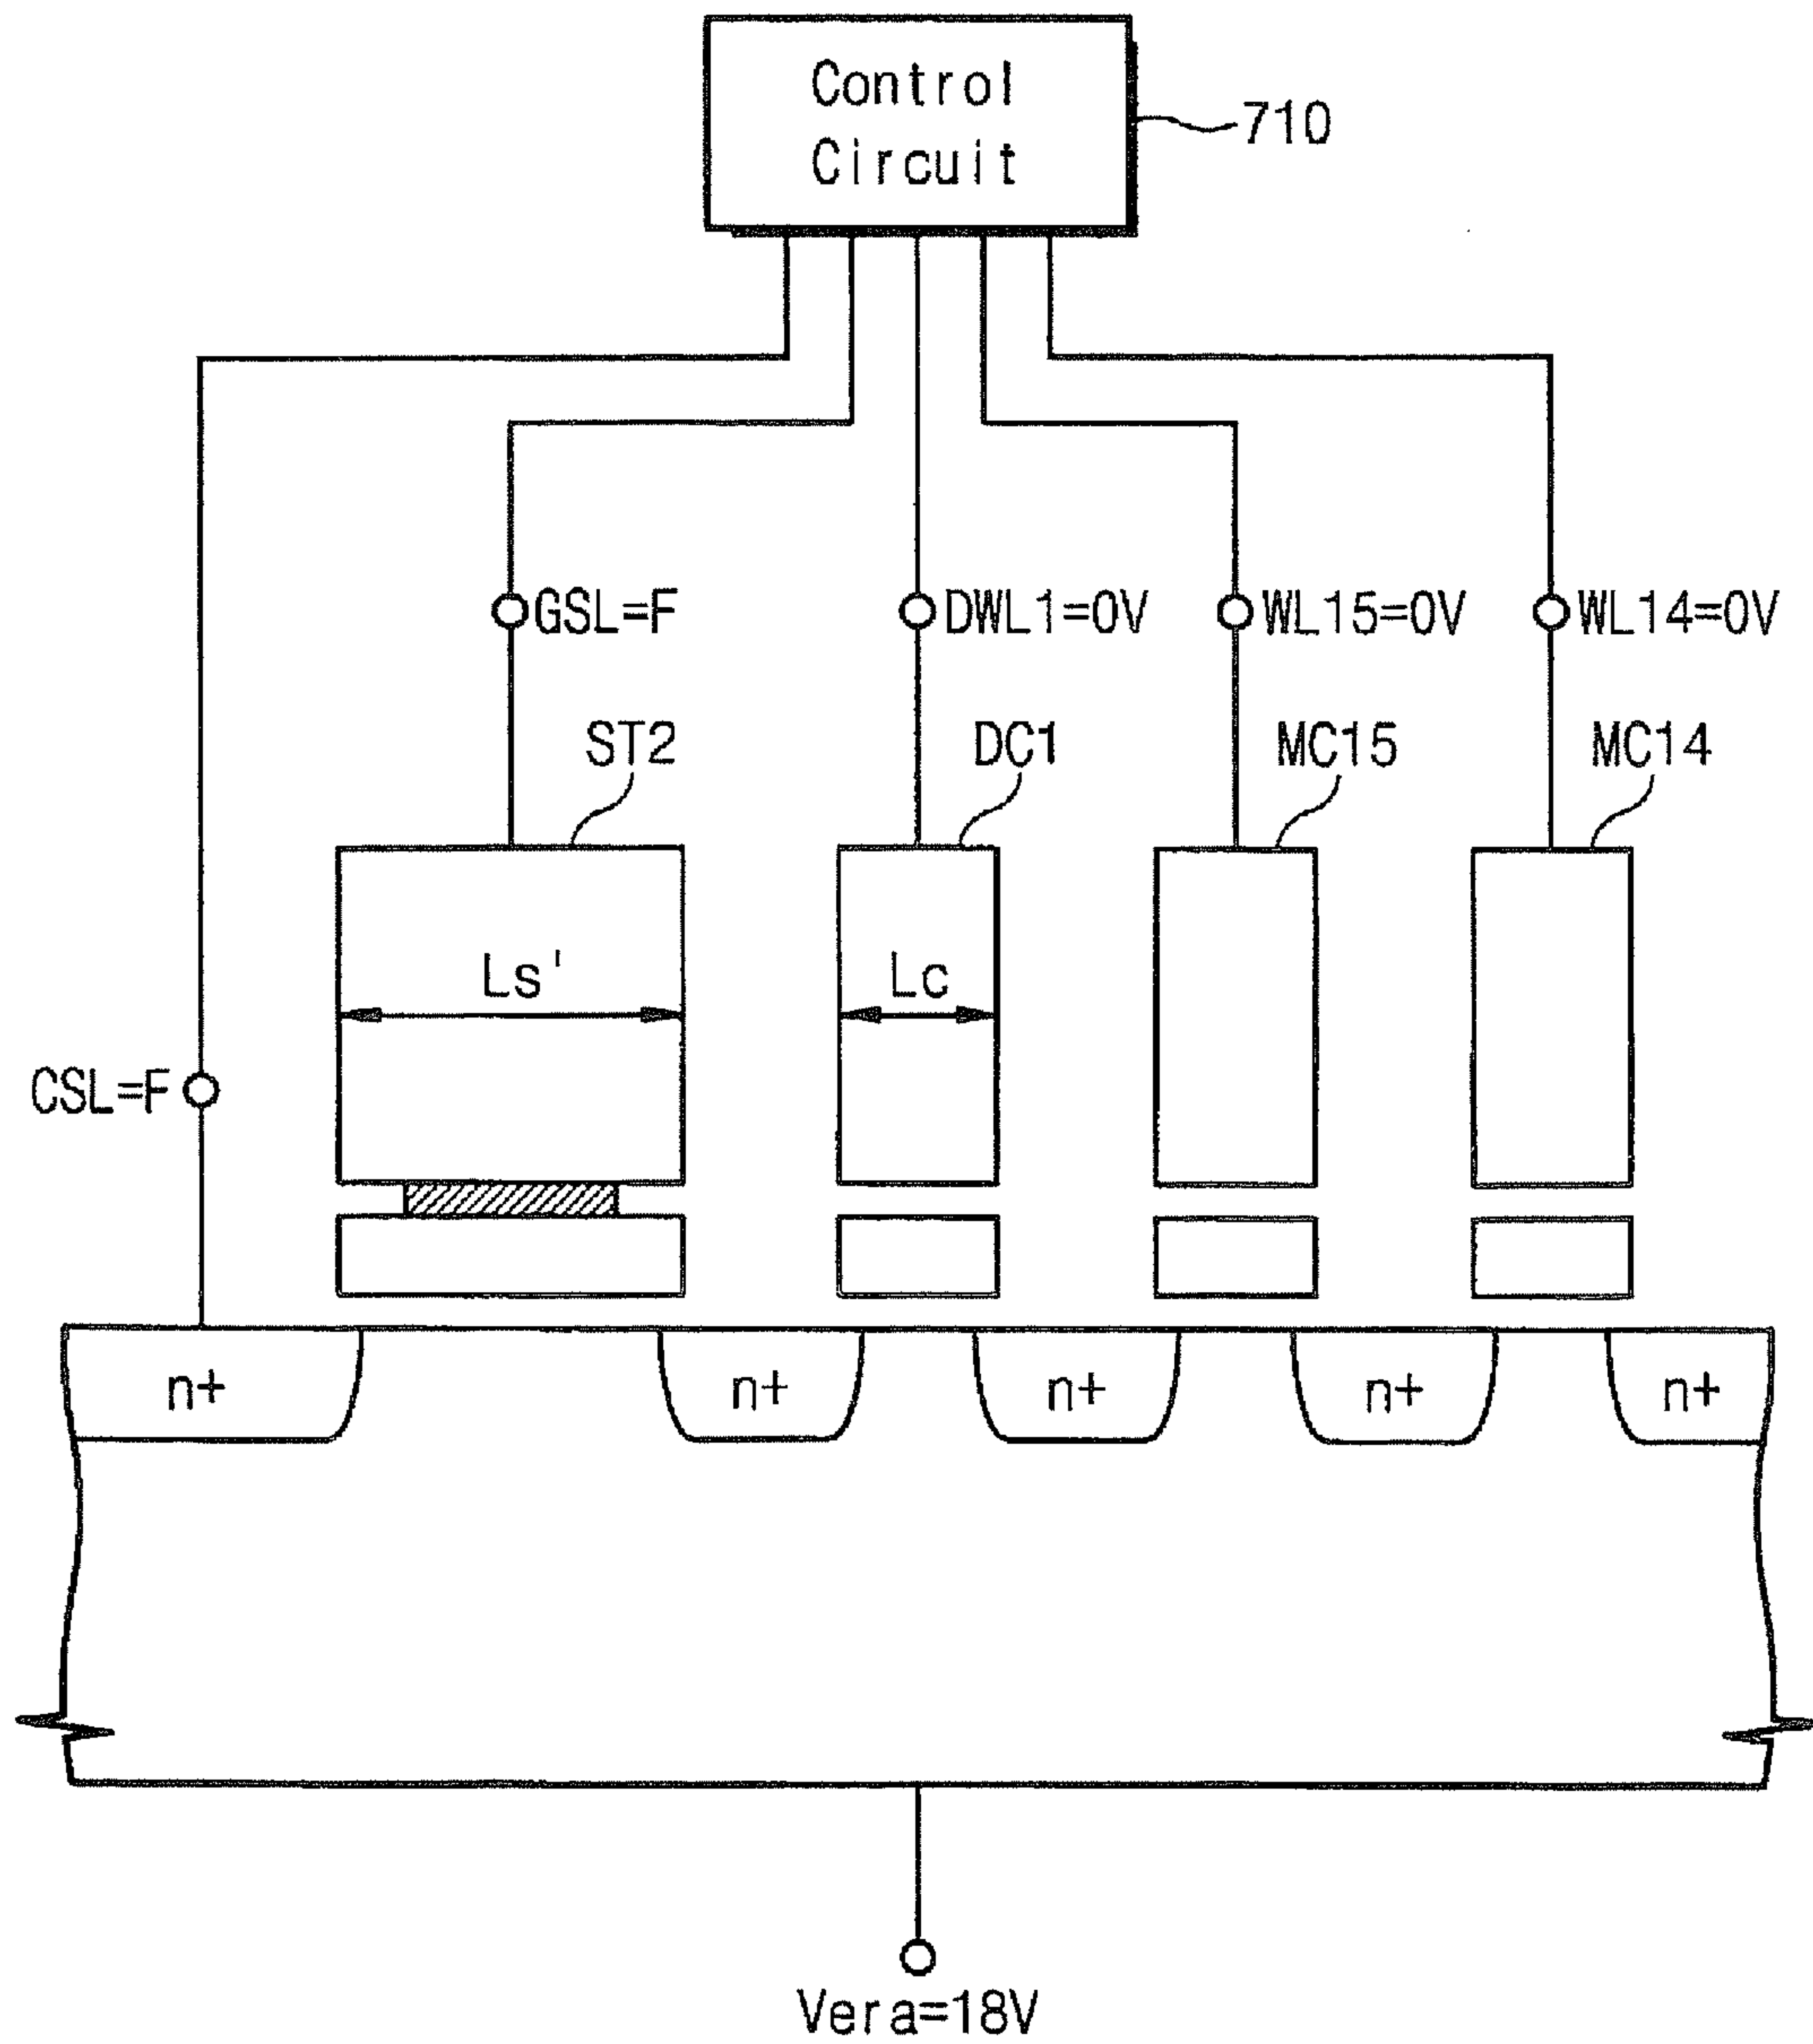 Control
Circuit
710
GSL=F
DWL1=0V
WL15=0V
WL14=0V
ST2
DC1
MC15
MC14
Ls'
Lc
CSL=F
n+
n+
n+
n+
n+
Vera=18V